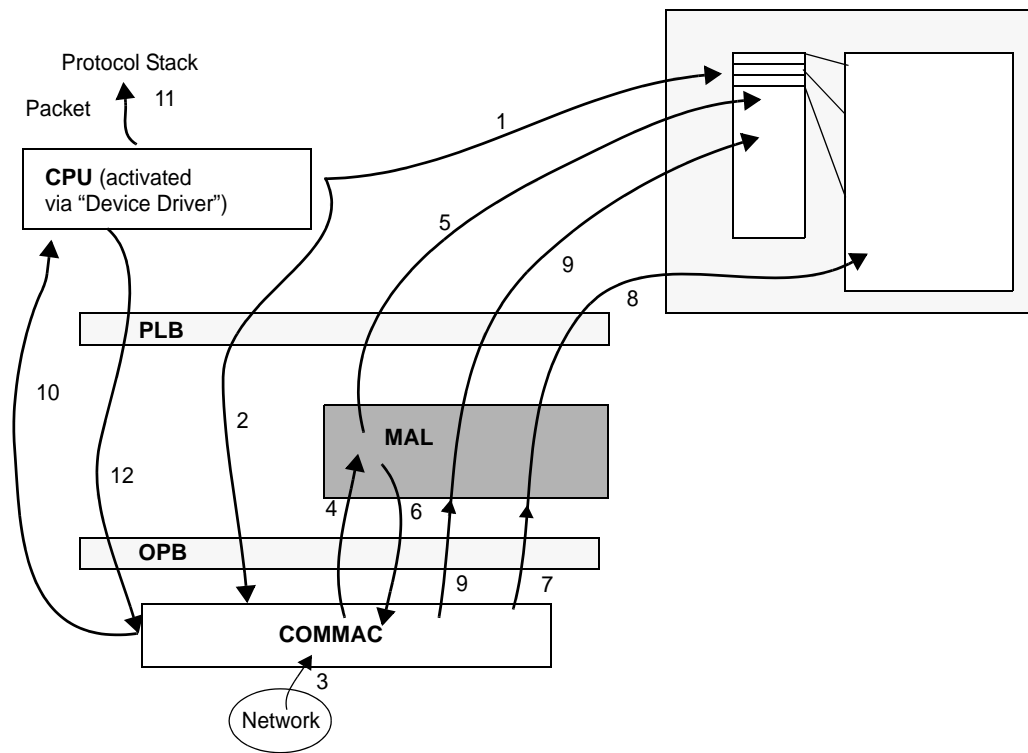 Protocol Stack
Packet
11
1
CPU (activated
via “Device Driver”)
5
9
8
PLB
10
2
MAL
12
4
6
OPB
9
7
COMMAC
3
Network